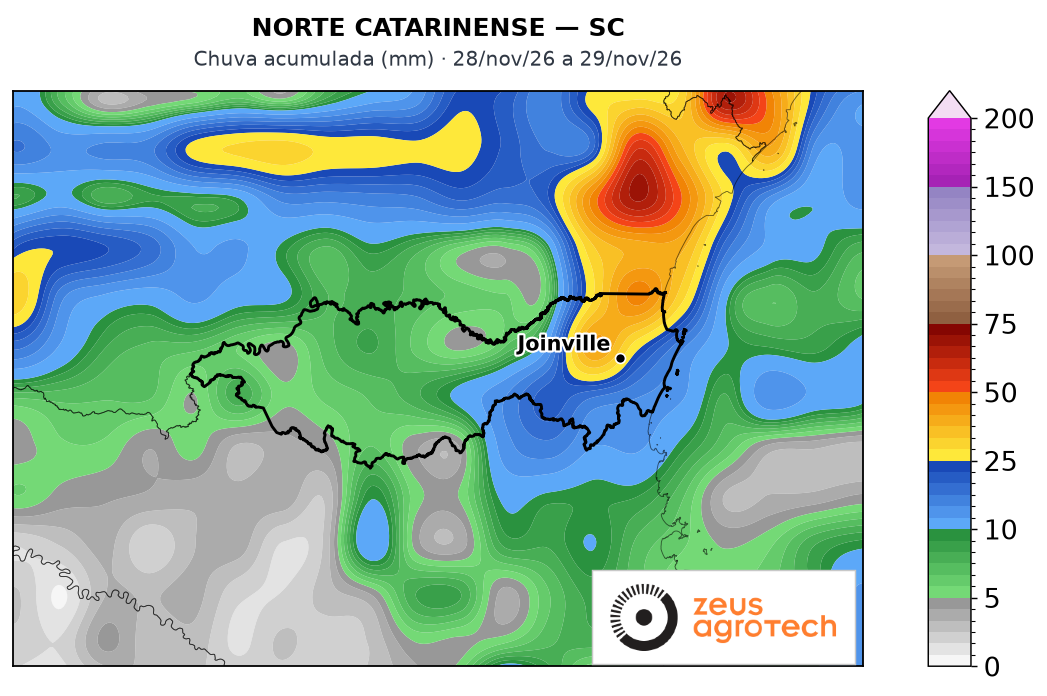 NORTE CATARINENSE — SC
Chuva acumulada (mm) · 28/nov/26 a 29/nov/26
Joinville
200
150
100
75
50
25
10
5
0
zeus
agrotech